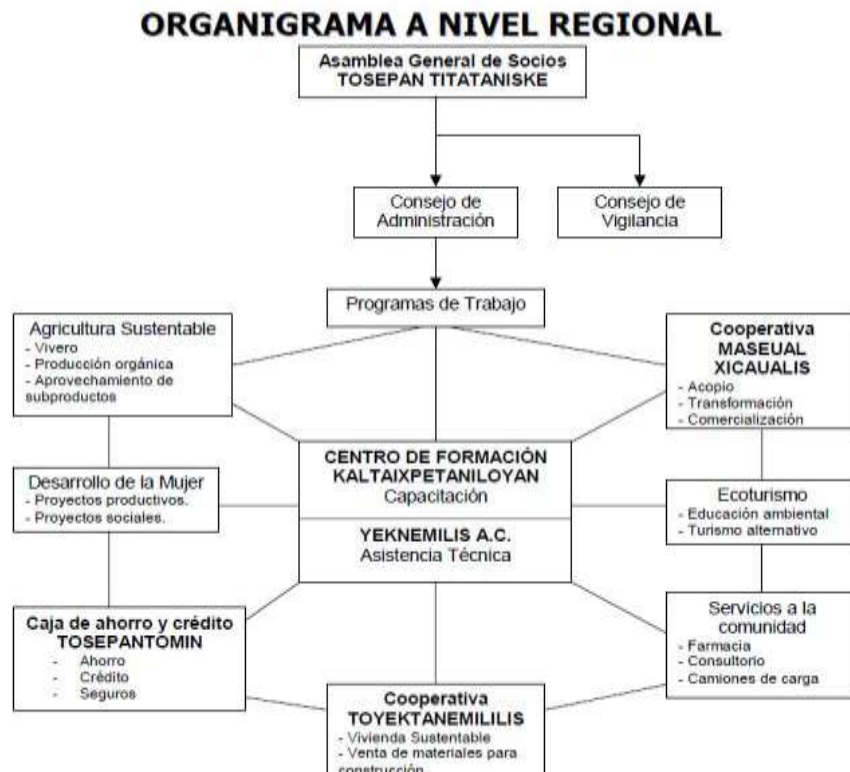 ORGANIGRAMA A NIVEL REGIONAL
Asamblea General de Socios
TOSEPAN TITATANISKE
Consejo de
Administración
Consejo de
Vigilancia
Programas de Trabajo
Agricultura Sustentable
- Vivero
- Producción orgánica
- Aprovechamiento de
subproductos
Cooperativa
MASEUAL
XICAUALIS
- Acopio
- Transformación
- Comercialización
CENTRO DE FORMACIÓN
KALTAIXPETANILOYAN
Capacitación
YEKNEMILIS A.C.
Asistencia Técnica
Desarrollo de la Mujer
- Proyectos productivos.
- Proyectos sociales.
Ecoturismo
- Educación ambiental
- Turismo alternativo
Caja de ahorro y crédito
TOSEPANTOMIN
- Ahorro
- Crédito
- Seguros
Servicios a la
comunidad
- Farmacia
- Consultorio
- Camiones de carga
Cooperativa
TOYEKTANEMILILIS
- Vivienda Sustentable
- Venta de materiales para
construcción